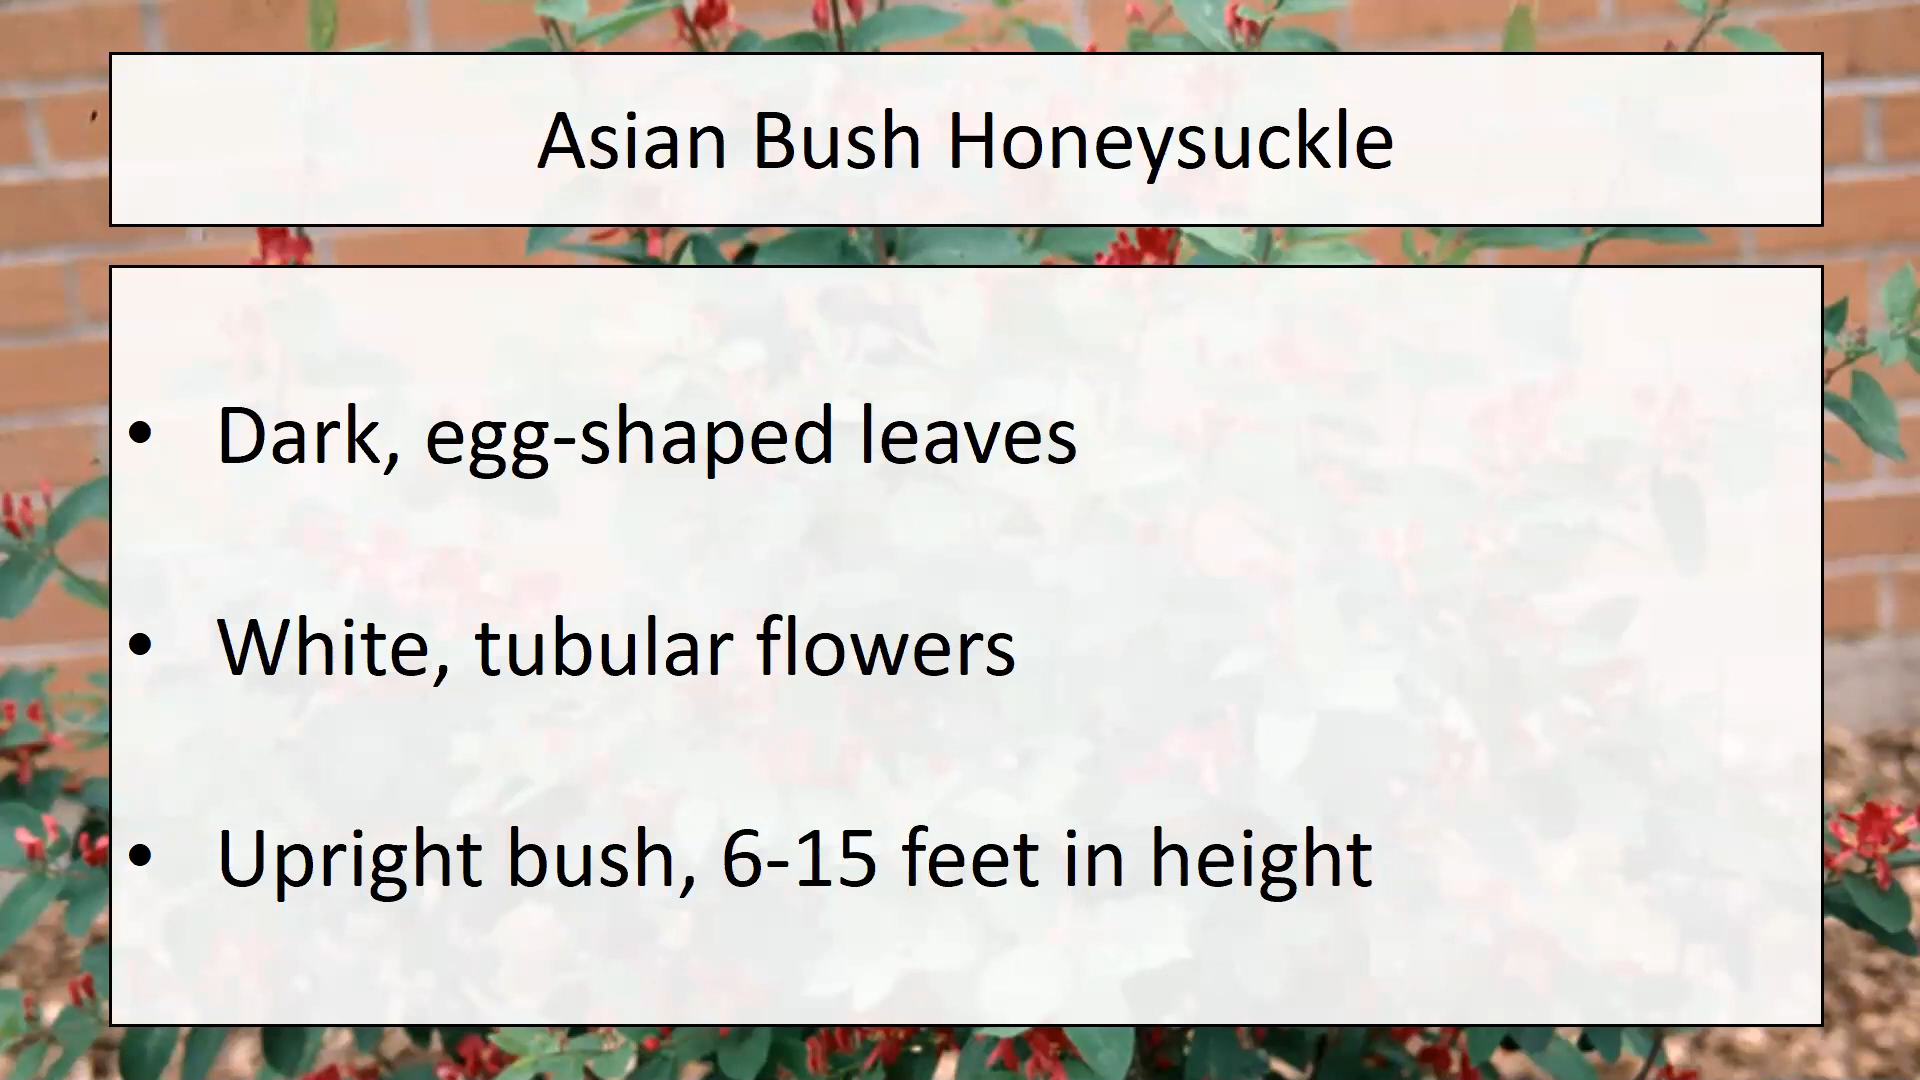 Asian Bush Honeysuckle
• Dark, egg-shaped leaves
• White, tubular flowers
• Upright bush, 6-15 feet in height